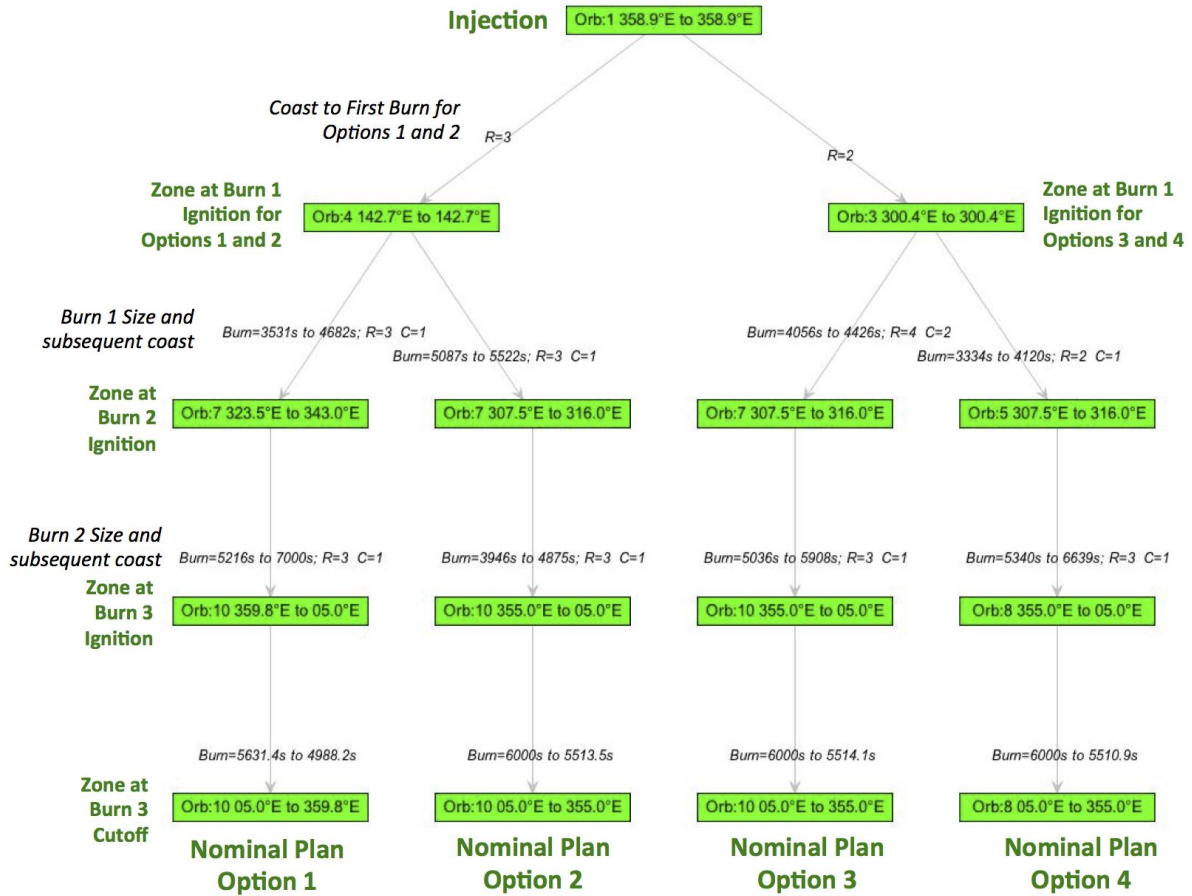 Injection
Orb:1 358.9°E to 358.9°E
Coast to First Burn for
Options 1 and 2
R=3
R=2
Zone at Burn 1
Ignition for
Options 1 and 2
Orb:4 142.7°E to 142.7°E
Orb:3 300.4°E to 300.4°E
Zone at Burn 1
Ignition for
Options 3 and 4
Burn 1 Size and
subsequent coast
Burn=3531s to 4682s; R=3 C=1
Burn=5087s to 5522s; R=3 C=1
Burn=4056s to 4426s; R=4 C=2
Burn=3334s to 4120s; R=2 C=1
Zone at
Burn 2
Ignition
Orb:7 323.5°E to 343.0°E
Orb:7 307.5°E to 316.0°E
Orb:7 307.5°E to 316.0°E
Orb:5 307.5°E to 316.0°E
Burn 2 Size and
subsequent coast
Burn=5216s to 7000s; R=3 C=1
Burn=3946s to 4875s; R=3 C=1
Burn=5036s to 5908s; R=3 C=1
Burn=5340s to 6639s; R=3 C=1
Zone at
Burn 3
Ignition
Orb:10 359.8°E to 05.0°E
Orb:10 355.0°E to 05.0°E
Orb:10 355.0°E to 05.0°E
Orb:8 355.0°E to 05.0°E
Burn=5631.4s to 4988.2s
Burn=6000s to 5513.5s
Burn=6000s to 5514.1s
Burn=6000s to 5510.9s
Zone at
Burn 3
Cutoff
Orb:10 05.0°E to 359.8°E
Orb:10 05.0°E to 355.0°E
Orb:10 05.0°E to 355.0°E
Orb:8 05.0°E to 355.0°E
Nominal Plan
Option 1
Nominal Plan
Option 2
Nominal Plan
Option 3
Nominal Plan
Option 4